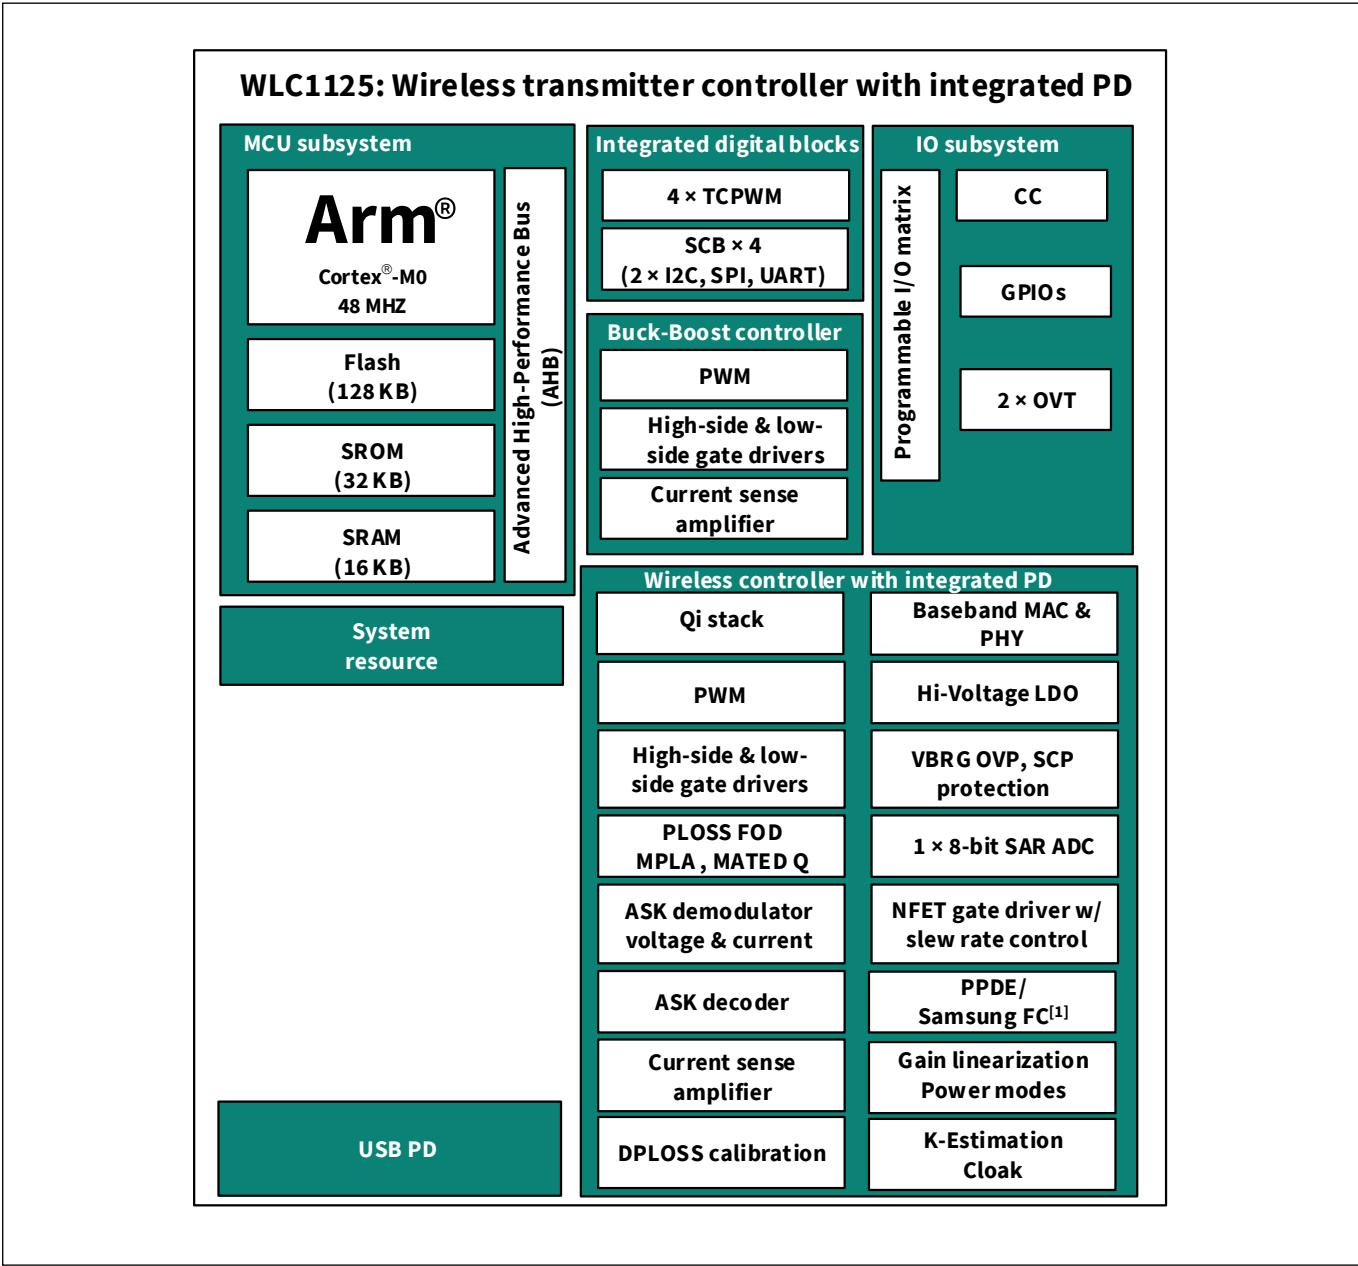 WLC1125: Wireless transmitter controller with integrated PD
MCU subsystem
Arm®
Cortex®-M0
48 MHZ
Flash
(128 KB)
SROM
(32 KB)
SRAM
(16 KB)
Advanced High-Performance Bus
(AHB)
System
resource
USB PD
Integrated digital blocks
4 × TCPWM
SCB × 4
(2 × I2C, SPI, UART)
Buck-Boost controller
PWM
High-side & low-
side gate drivers
Current sense
amplifier
IO subsystem
Programmable I/O matrix
CC
GPIOs
2 × OVT
Wireless controller with integrated PD
Qi stack
PWM
High-side & low-
side gate drivers
PLOSS FOD
MPLA , MATED Q
ASK demodulator
voltage & current
ASK decoder
Current sense
amplifier
DPLOSS calibration
Baseband MAC &
PHY
Hi-Voltage LDO
VBRG OVP, SCP
protection
1 × 8-bit SAR ADC
NFET gate driver w/
slew rate control
PPDE/
Samsung FC[1]
Gain linearization
Power modes
K-Estimation
Cloak